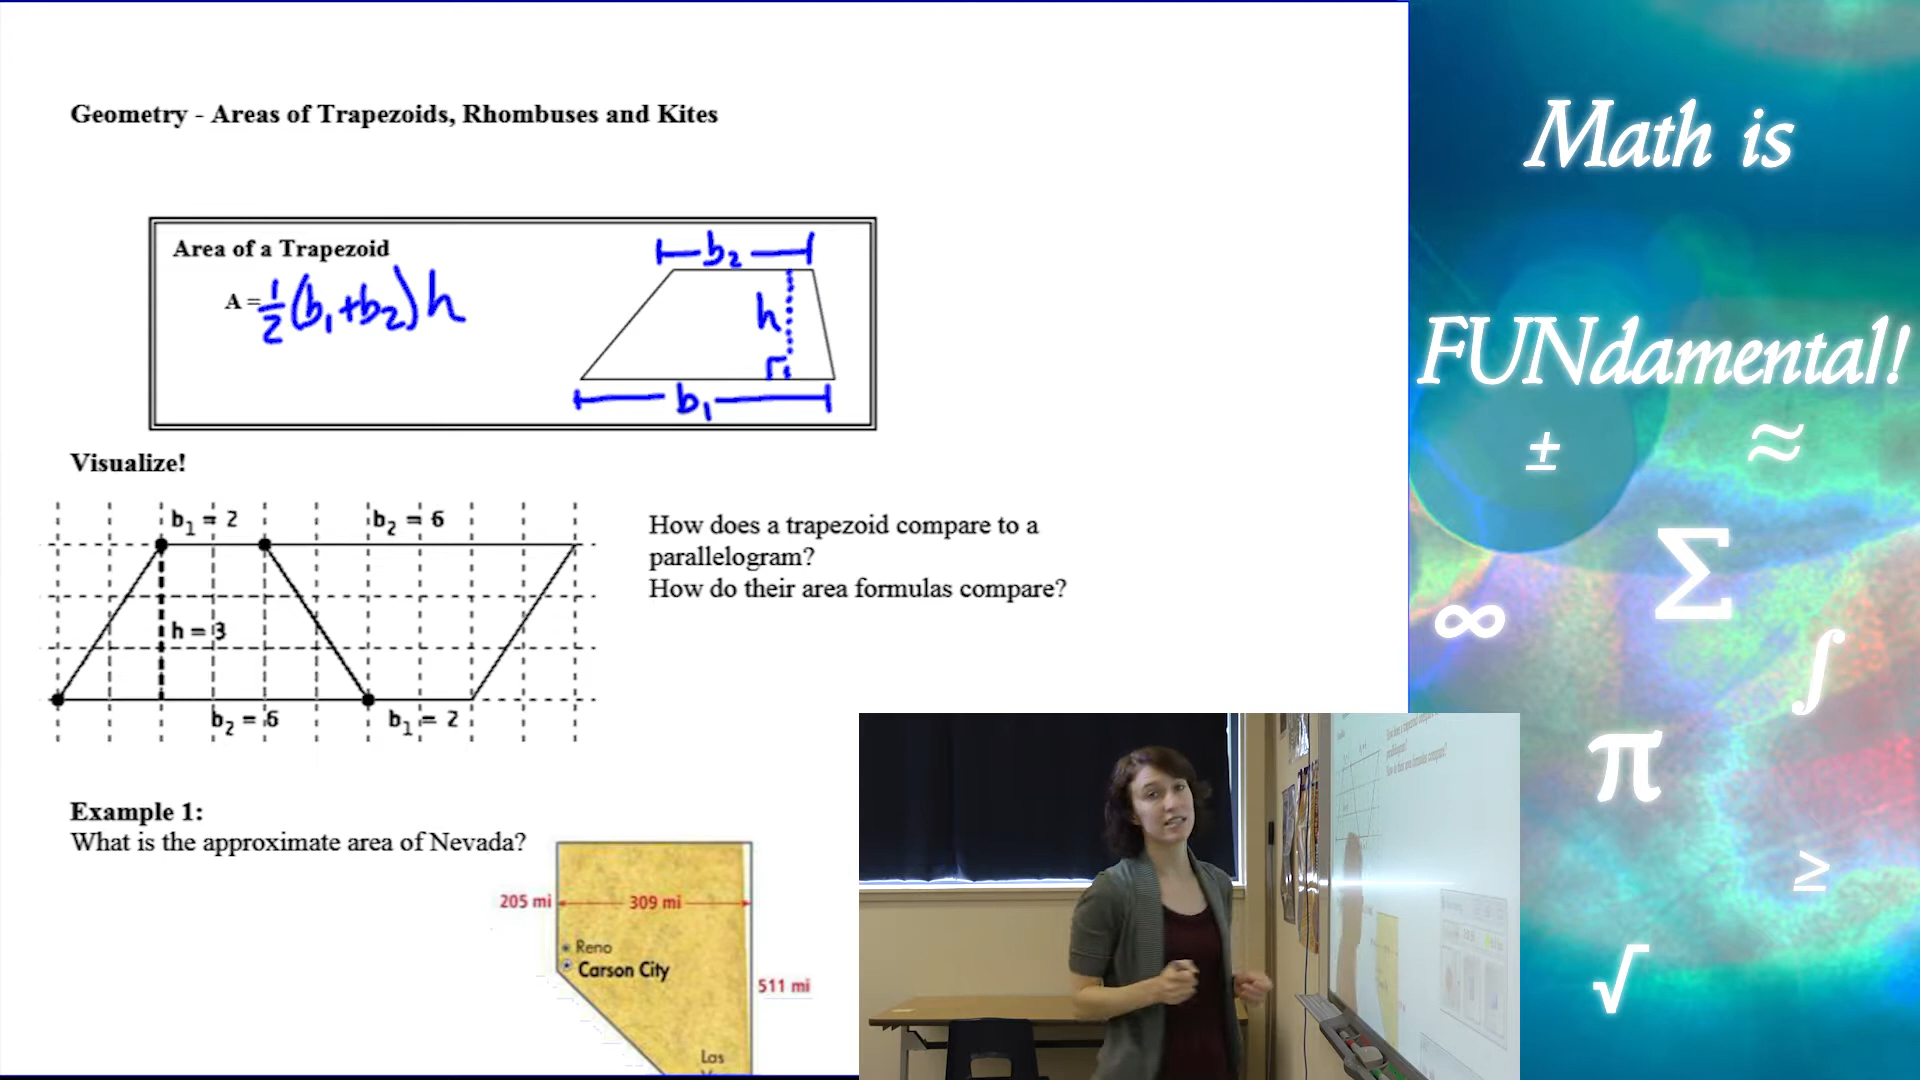 Geometry - Areas of Trapezoids, Rhombuses and Kites
Area of a Trapezoid
A = 1/2 (b₁+b₂) h
b₂
h
b₁
Visualize!
b₁ = 2
b₂ = 6
h = 3
b₂ = 6
b₁ = 2
How does a trapezoid compare to a
parallelogram?
How do their area formulas compare?
Example 1:
What is the approximate area of Nevada?
205 mi
309 mi
Reno
Carson City
511 mi
Las
Math is
FUNdamental!
± ≈
Σ
∞
∫
π
≥
√